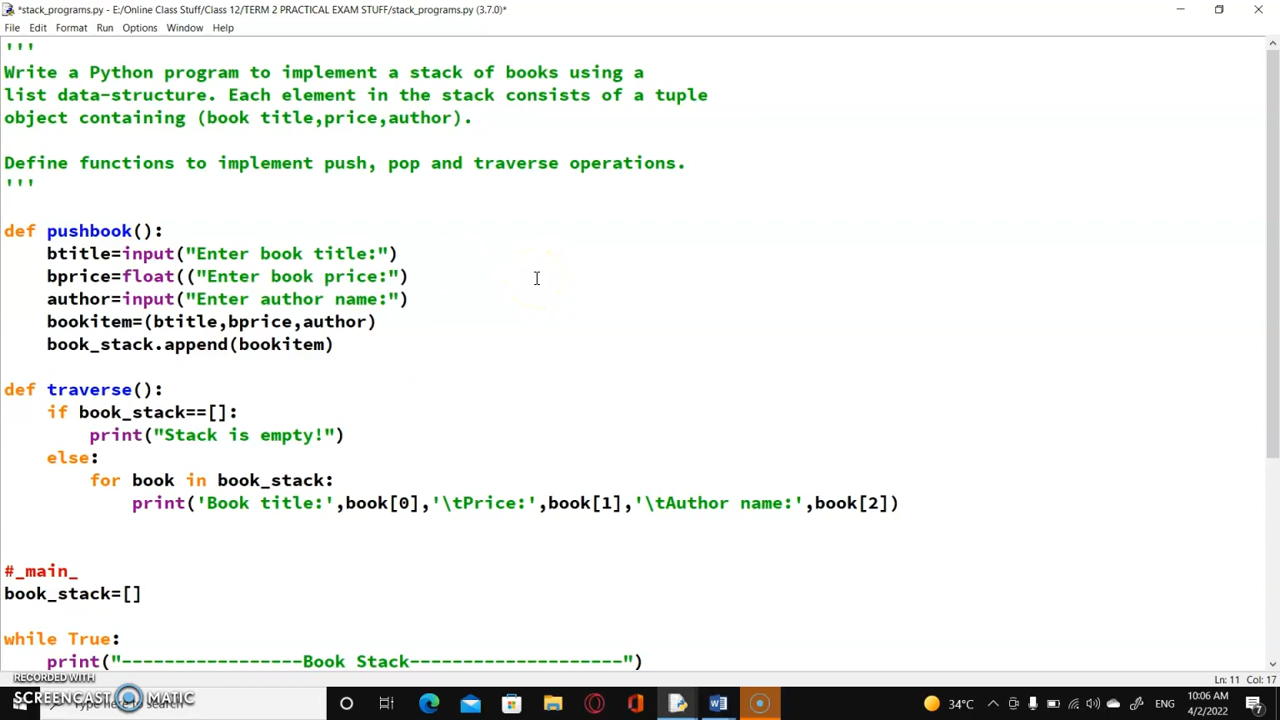 *stack_programs.py - E:/Online Class Stuff/Class 12/TERM 2 PRACTICAL EXAM STUFF/stack_programs.py (3.7.0)*
File Edit Format Run Options Window Help
'''
Write a Python program to implement a stack of books using a
list data-structure. Each element in the stack consists of a tuple
object containing (book title,price,author).
Define functions to implement push, pop and traverse operations.
'''
def pushbook():
    btitle=input("Enter book title:")
    bprice=float(("Enter book price:")
    author=input("Enter author name:")
    bookitem=(btitle,bprice,author)
    book_stack.append(bookitem)
def traverse():
    if book_stack==[]:
        print("Stack is empty!")
    else:
        for book in book_stack:
            print('Book title:',book[0],'\tPrice:',book[1],'\tAuthor name:',book[2])
#_main_
book_stack=[]
while True:
    print("-----------------Book Stack--------------------")
RECORDED WITH
SCREENCAST MATIC
Ln: 11 Col: 17
Type here to search
34°C ENG
10:06 AM
4/2/2022
7